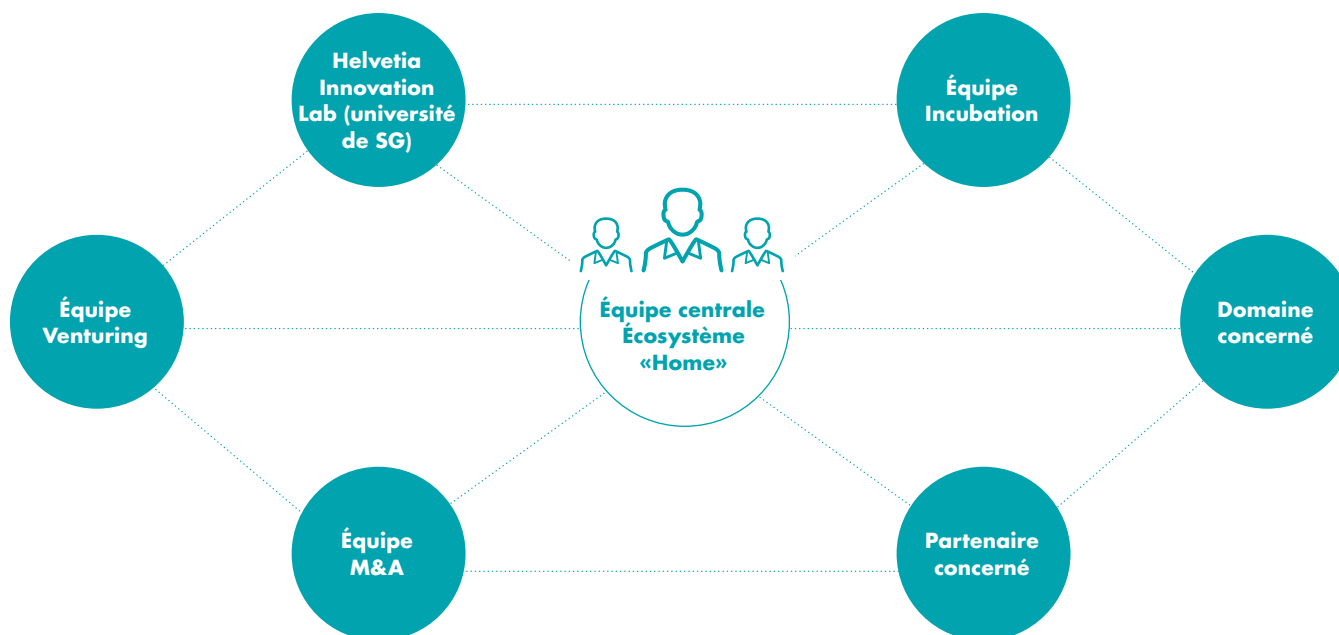 Helvetia
Innovation
Lab (université
de SG)
Équipe
Incubation
Équipe
Venturing
Équipe centrale
Écosystème
«Home»
Domaine
concerné
Équipe
M&A
Partenaire
concerné